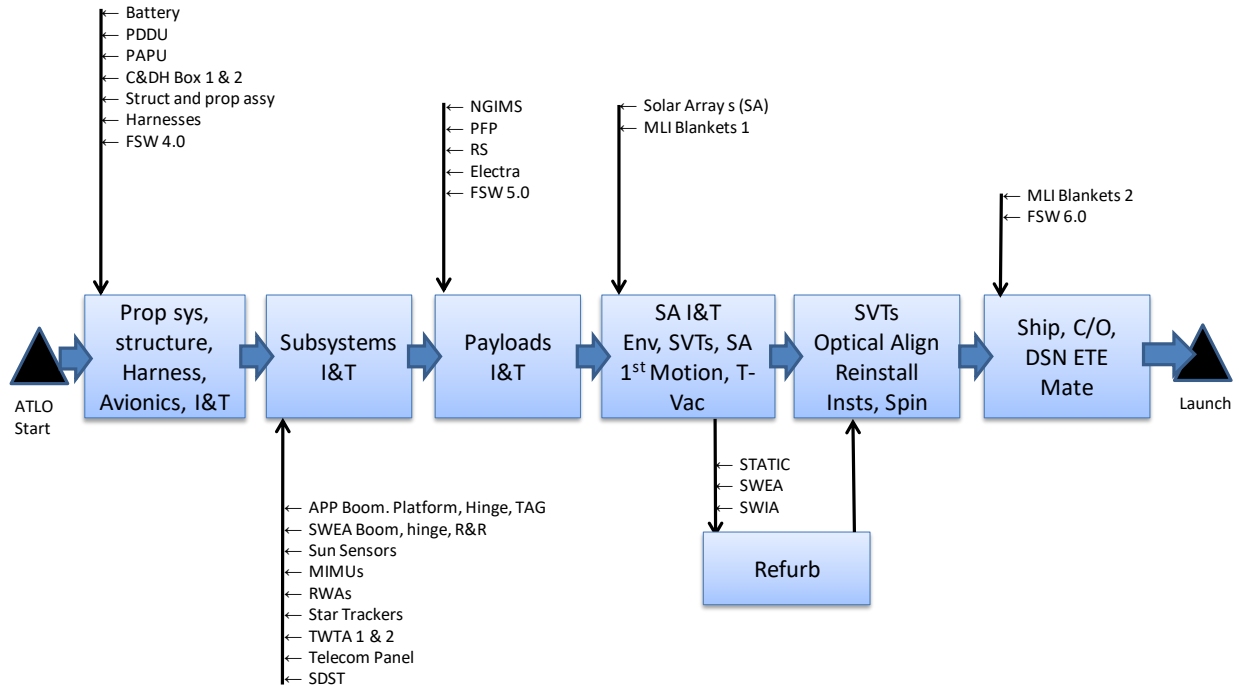 ← Battery
← PDDU
← PAPU
← C&DH Box 1 & 2
← Struct and prop assy
← Harnesses
← FSW 4.0
← NGIMS
← PFP
← RS
← Electra
← FSW 5.0
← Solar Array s (SA)
← MLI Blankets 1
← MLI Blankets 2
← FSW 6.0
ATLO
Start
Prop sys,
structure,
Harness,
Avionics, I&T
Subsystems
I&T
Payloads
I&T
SA I&T
Env, SVTs, SA
1st Motion, T-
Vac
SVTs
Optical Align
Reinstall
Insts, Spin
Ship, C/O,
DSN ETE
Mate
Launch
← APP Boom. Platform, Hinge, TAG
← SWEA Boom, hinge, R&R
← Sun Sensors
← MIMUs
← RWAs
← Star Trackers
← TWTA 1 & 2
← Telecom Panel
← SDST
← STATIC
← SWEA
← SWIA
Refurb